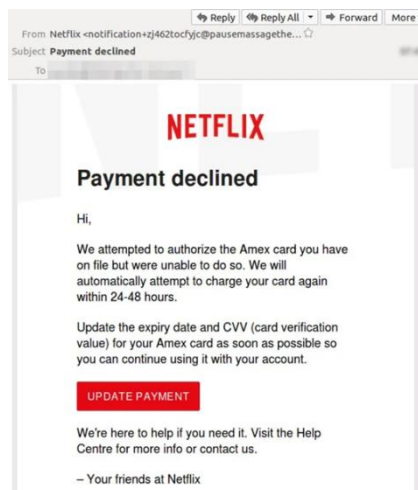 Reply Reply All Forward More
From Netflix <notification+zj462tocfyjc@pausemassagethe...
Subject Payment declined
To
NETFLIX
Payment declined
Hi,
We attempted to authorize the Amex card you have
on file but were unable to do so. We will
automatically attempt to charge your card again
within 24-48 hours.
Update the expiry date and CVV (card verification
value) for your Amex card as soon as possible so
you can continue using it with your account.
UPDATE PAYMENT
We're here to help if you need it. Visit the Help
Centre for more info or contact us.
– Your friends at Netflix